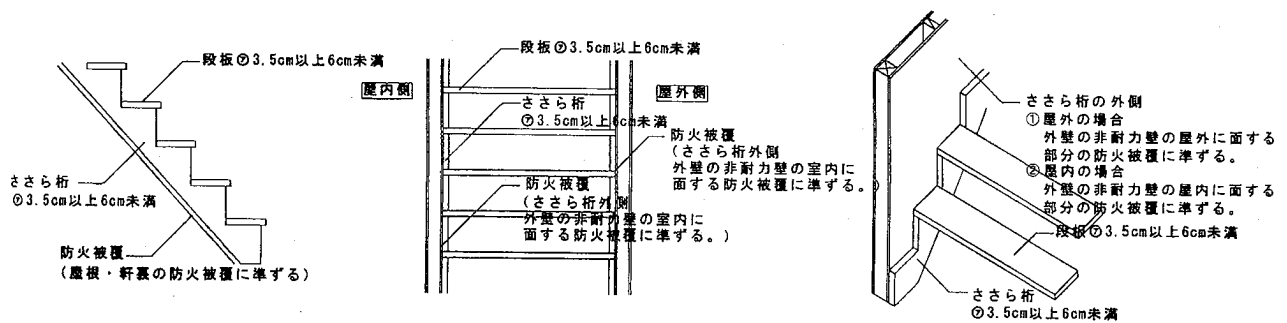 段板㋐3.5cm以上6cm未満
ささら桁
㋐3.5cm以上6cm未満
防火被覆
(屋根・軒裏の防火被覆に準ずる)
段板㋐3.5cm以上6cm未満
屋内側
屋外側
ささら桁
㋐3.5cm以上6cm未満
防火被覆
(ささら桁外側
外壁の非耐力壁の室内に
面する防火被覆に準ずる。)
防火被覆
(ささら桁外側
外壁の非耐力壁の室内に
面する防火被覆に準ずる。)
ささら桁の外側
①屋外の場合
外壁の非耐力壁の屋外に面する
部分の防火被覆に準ずる。
②屋内の場合
外壁の非耐力壁の屋内に面する
部分の防火被覆に準ずる。
段板㋐3.5cm以上6cm未満
ささら桁
㋐3.5cm以上6cm未満